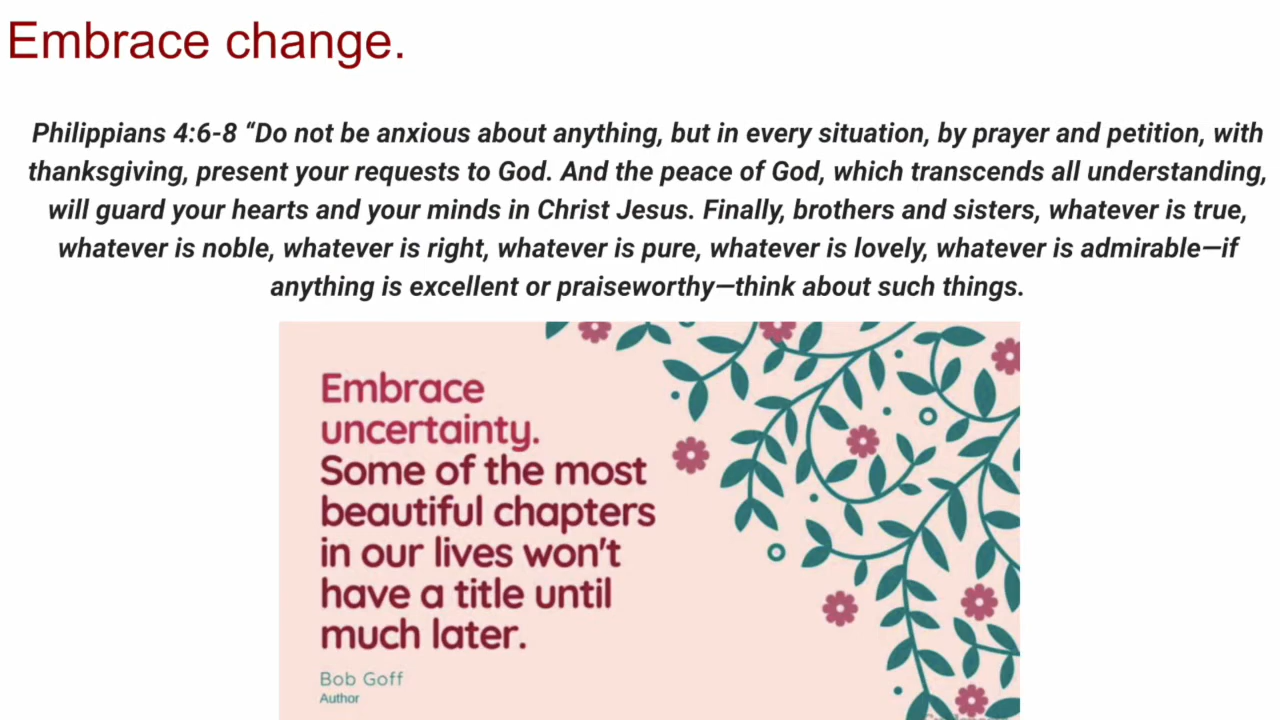 Embrace change.
Philippians 4:6-8 “Do not be anxious about anything, but in every situation, by prayer and petition, with
thanksgiving, present your requests to God. And the peace of God, which transcends all understanding,
will guard your hearts and your minds in Christ Jesus. Finally, brothers and sisters, whatever is true,
whatever is noble, whatever is right, whatever is pure, whatever is lovely, whatever is admirable—if
anything is excellent or praiseworthy—think about such things.
Embrace
uncertainty.
Some of the most
beautiful chapters
in our lives won't
have a title until
much later.
Bob Goff
Author